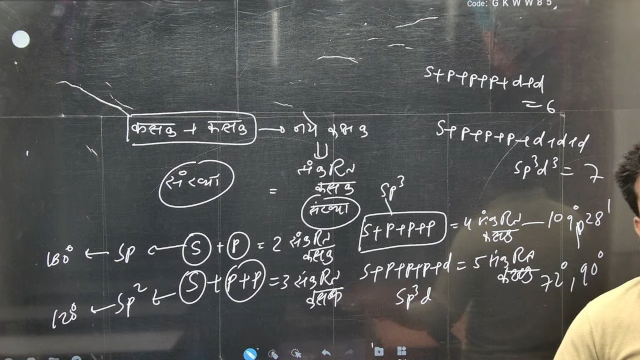 Code: GKWW85
s+p+p+p+d+d
= 6
कक्षक + कक्षक → नये कक्षक
s+p+p+p+d+d+d
sp³d³ = 7
⇓
संख्या = संकरित
कक्षक
संख्या
sp³
s+p+p+p = 4 संकरित कक्षक — 109°28'
180° ← sp ← s + p = 2 संकरित कक्षक
s+p+p+p+d = 5 संकरित कक्षक 72°, 90°
sp³d
120° ← sp² ← s + p+p = 3 संकरित कक्षक